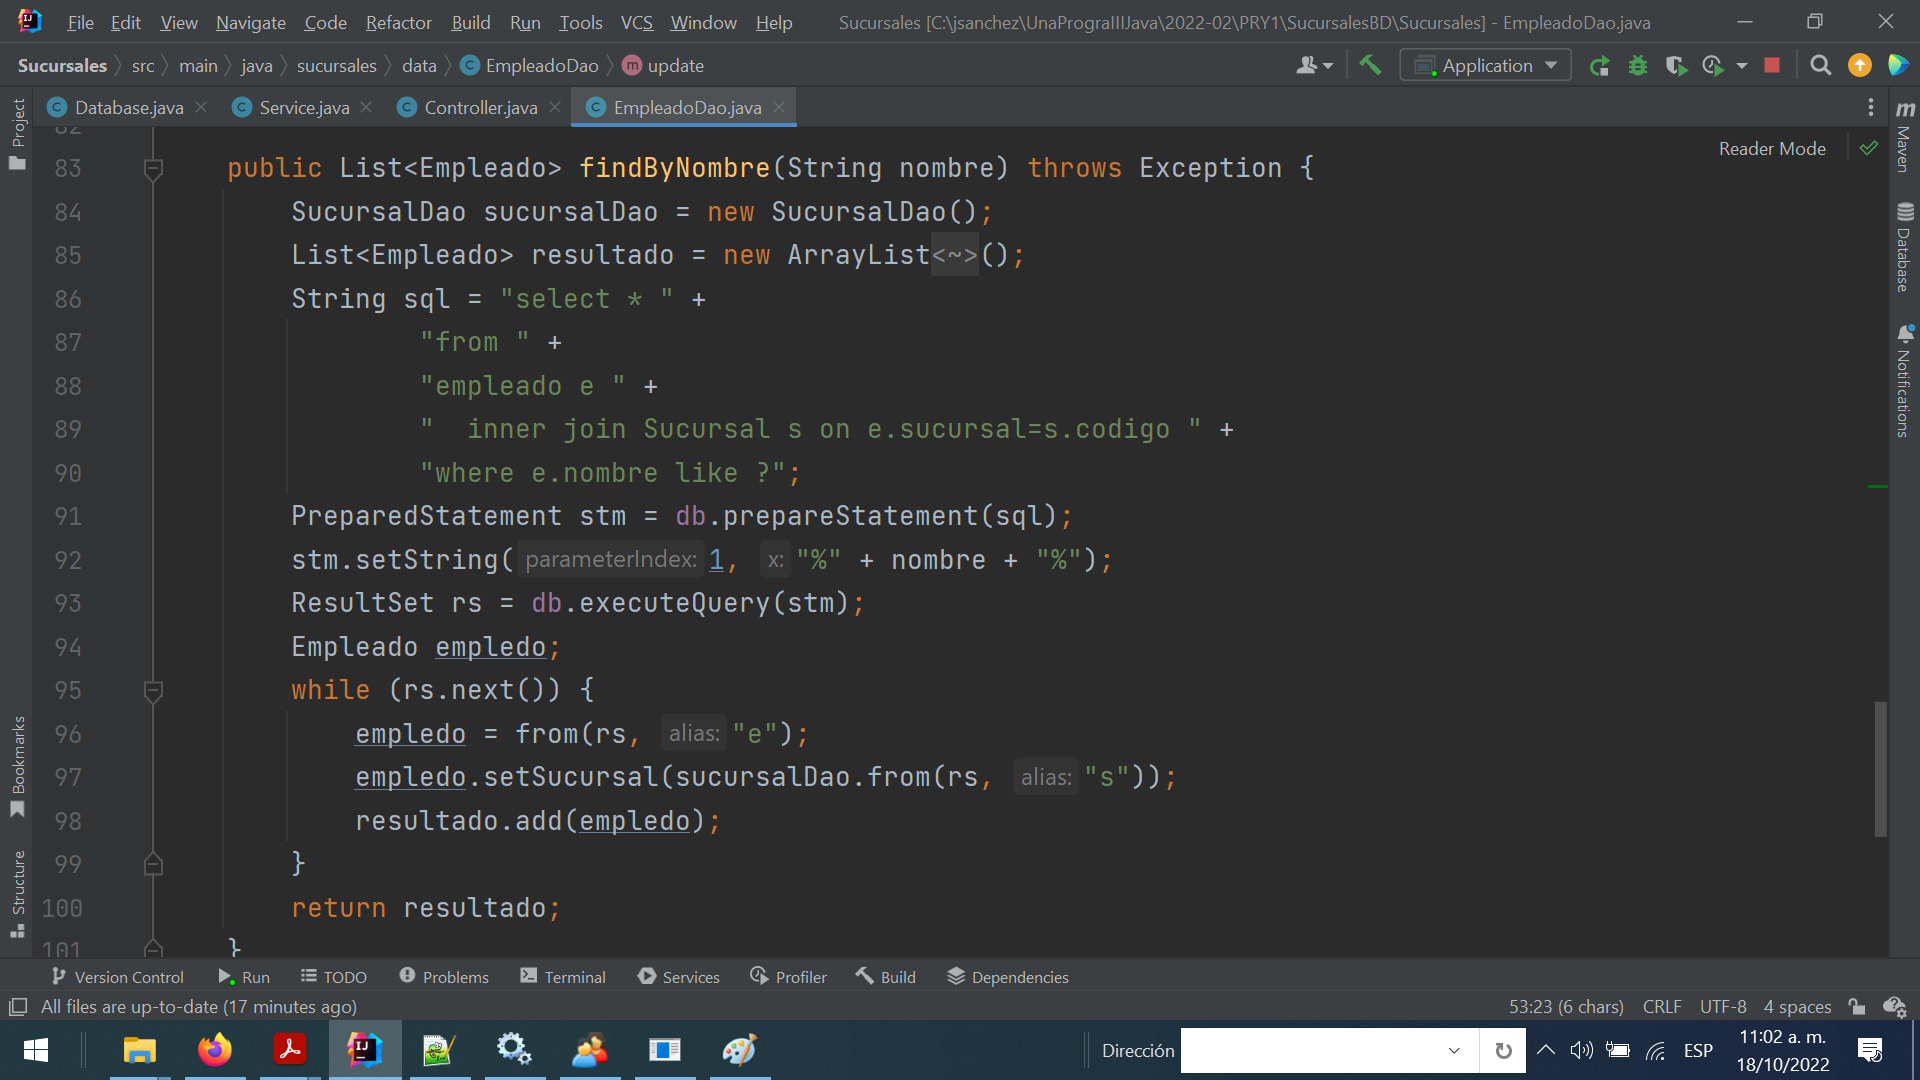 File Edit View Navigate Code Refactor Build Run Tools VCS Window Help Sucursales [C:\jsanchez\UnaPrograIIIJava\2022-02\PRY1\SucursalesBD\Sucursales] - EmpleadoDao.java
Sucursales src main java sucursales data EmpleadoDao update Application
Database.java Service.java Controller.java EmpleadoDao.java
Reader Mode
82
83 public List<Empleado> findByNombre(String nombre) throws Exception {
84 SucursalDao sucursalDao = new SucursalDao();
85 List<Empleado> resultado = new ArrayList<~>();
86 String sql = "select * " +
87 "from " +
88 "empleado e " +
89 "  inner join Sucursal s on e.sucursal=s.codigo " +
90 "where e.nombre like ?";
91 PreparedStatement stm = db.prepareStatement(sql);
92 stm.setString( parameterIndex: 1, x: "%" + nombre + "%");
93 ResultSet rs = db.executeQuery(stm);
94 Empleado empledo;
95 while (rs.next()) {
96 empledo = from(rs, alias: "e");
97 empledo.setSucursal(sucursalDao.from(rs, alias: "s"));
98 resultado.add(empledo);
99 }
100 return resultado;
101 }
Project
Bookmarks
Structure
Maven
Database
Notifications
Version Control Run TODO Problems Terminal Services Profiler Build Dependencies
All files are up-to-date (17 minutes ago) 53:23 (6 chars) CRLF UTF-8 4 spaces
Dirección ESP 11:02 a. m.
18/10/2022